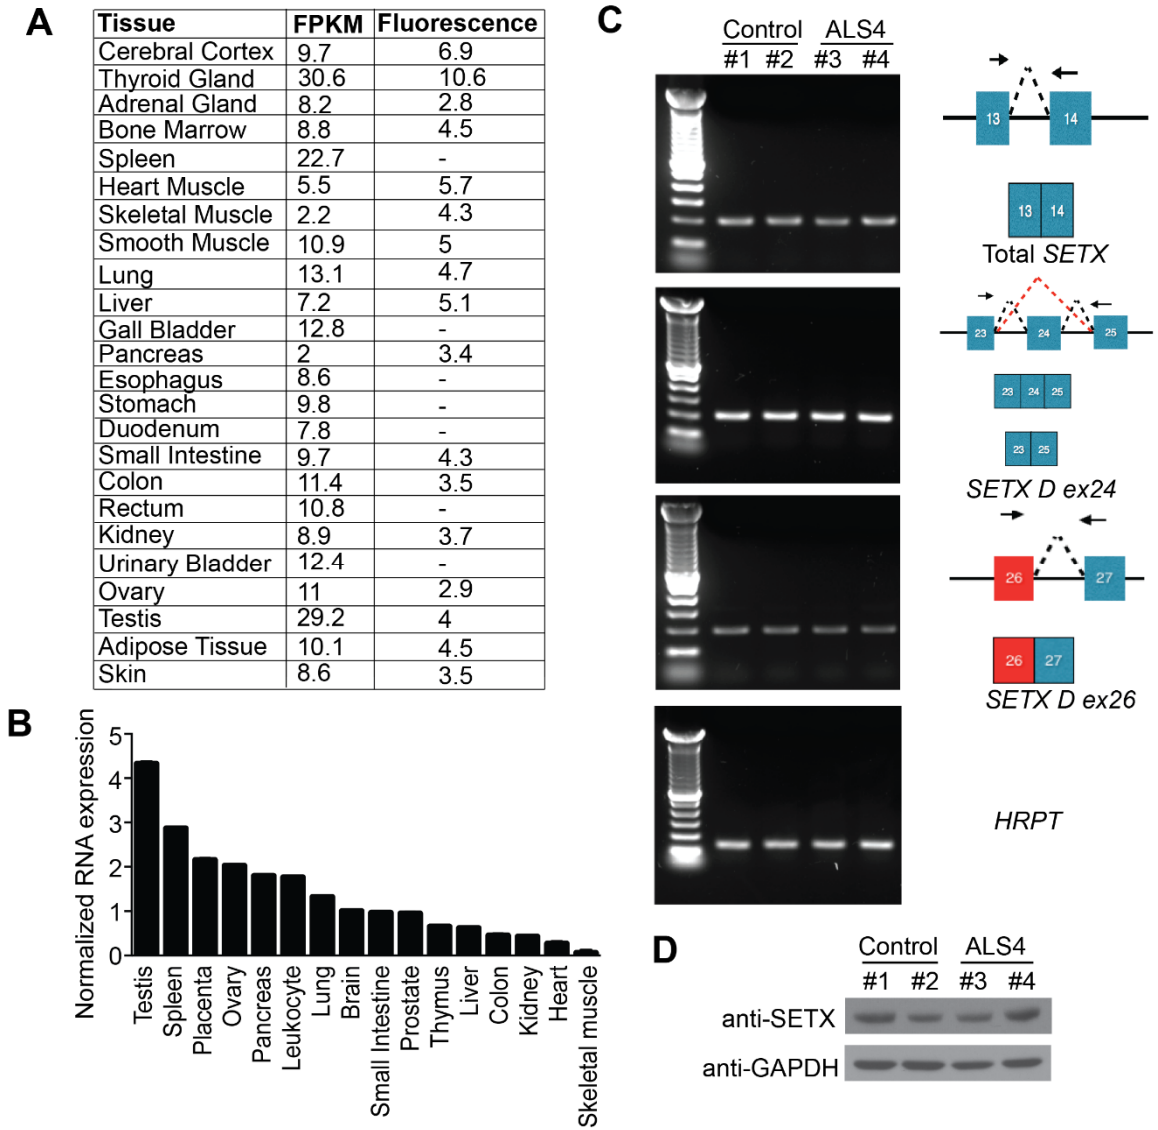 A
Tissue FPKM Fluorescence
Cerebral Cortex 9.7 6.9
Thyroid Gland 30.6 10.6
Adrenal Gland 8.2 2.8
Bone Marrow 8.8 4.5
Spleen 22.7 -
Heart Muscle 5.5 5.7
Skeletal Muscle 2.2 4.3
Smooth Muscle 10.9 5
Lung 13.1 4.7
Liver 7.2 5.1
Gall Bladder 12.8 -
Pancreas 2 3.4
Esophagus 8.6 -
Stomach 9.8 -
Duodenum 7.8 -
Small Intestine 9.7 4.3
Colon 11.4 3.5
Rectum 10.8 -
Kidney 8.9 3.7
Urinary Bladder 12.4 -
Ovary 11 2.9
Testis 29.2 4
Adipose Tissue 10.1 4.5
Skin 8.6 3.5
B
Normalized RNA expression
5
4
3
2
1
0
Testis
Spleen
Placenta
Ovary
Pancreas
Leukocyte
Lung
Brain
Small Intestine
Prostate
Thymus
Liver
Colon
Kidney
Heart
Skeletal muscle
C
Control ALS4
#1 #2 #3 #4
13 14
13 14
Total SETX
23 24 25
23 24 25
23 25
SETX D ex24
26 27
26 27
SETX D ex26
HRPT
D
Control ALS4
#1 #2 #3 #4
anti-SETX
anti-GAPDH